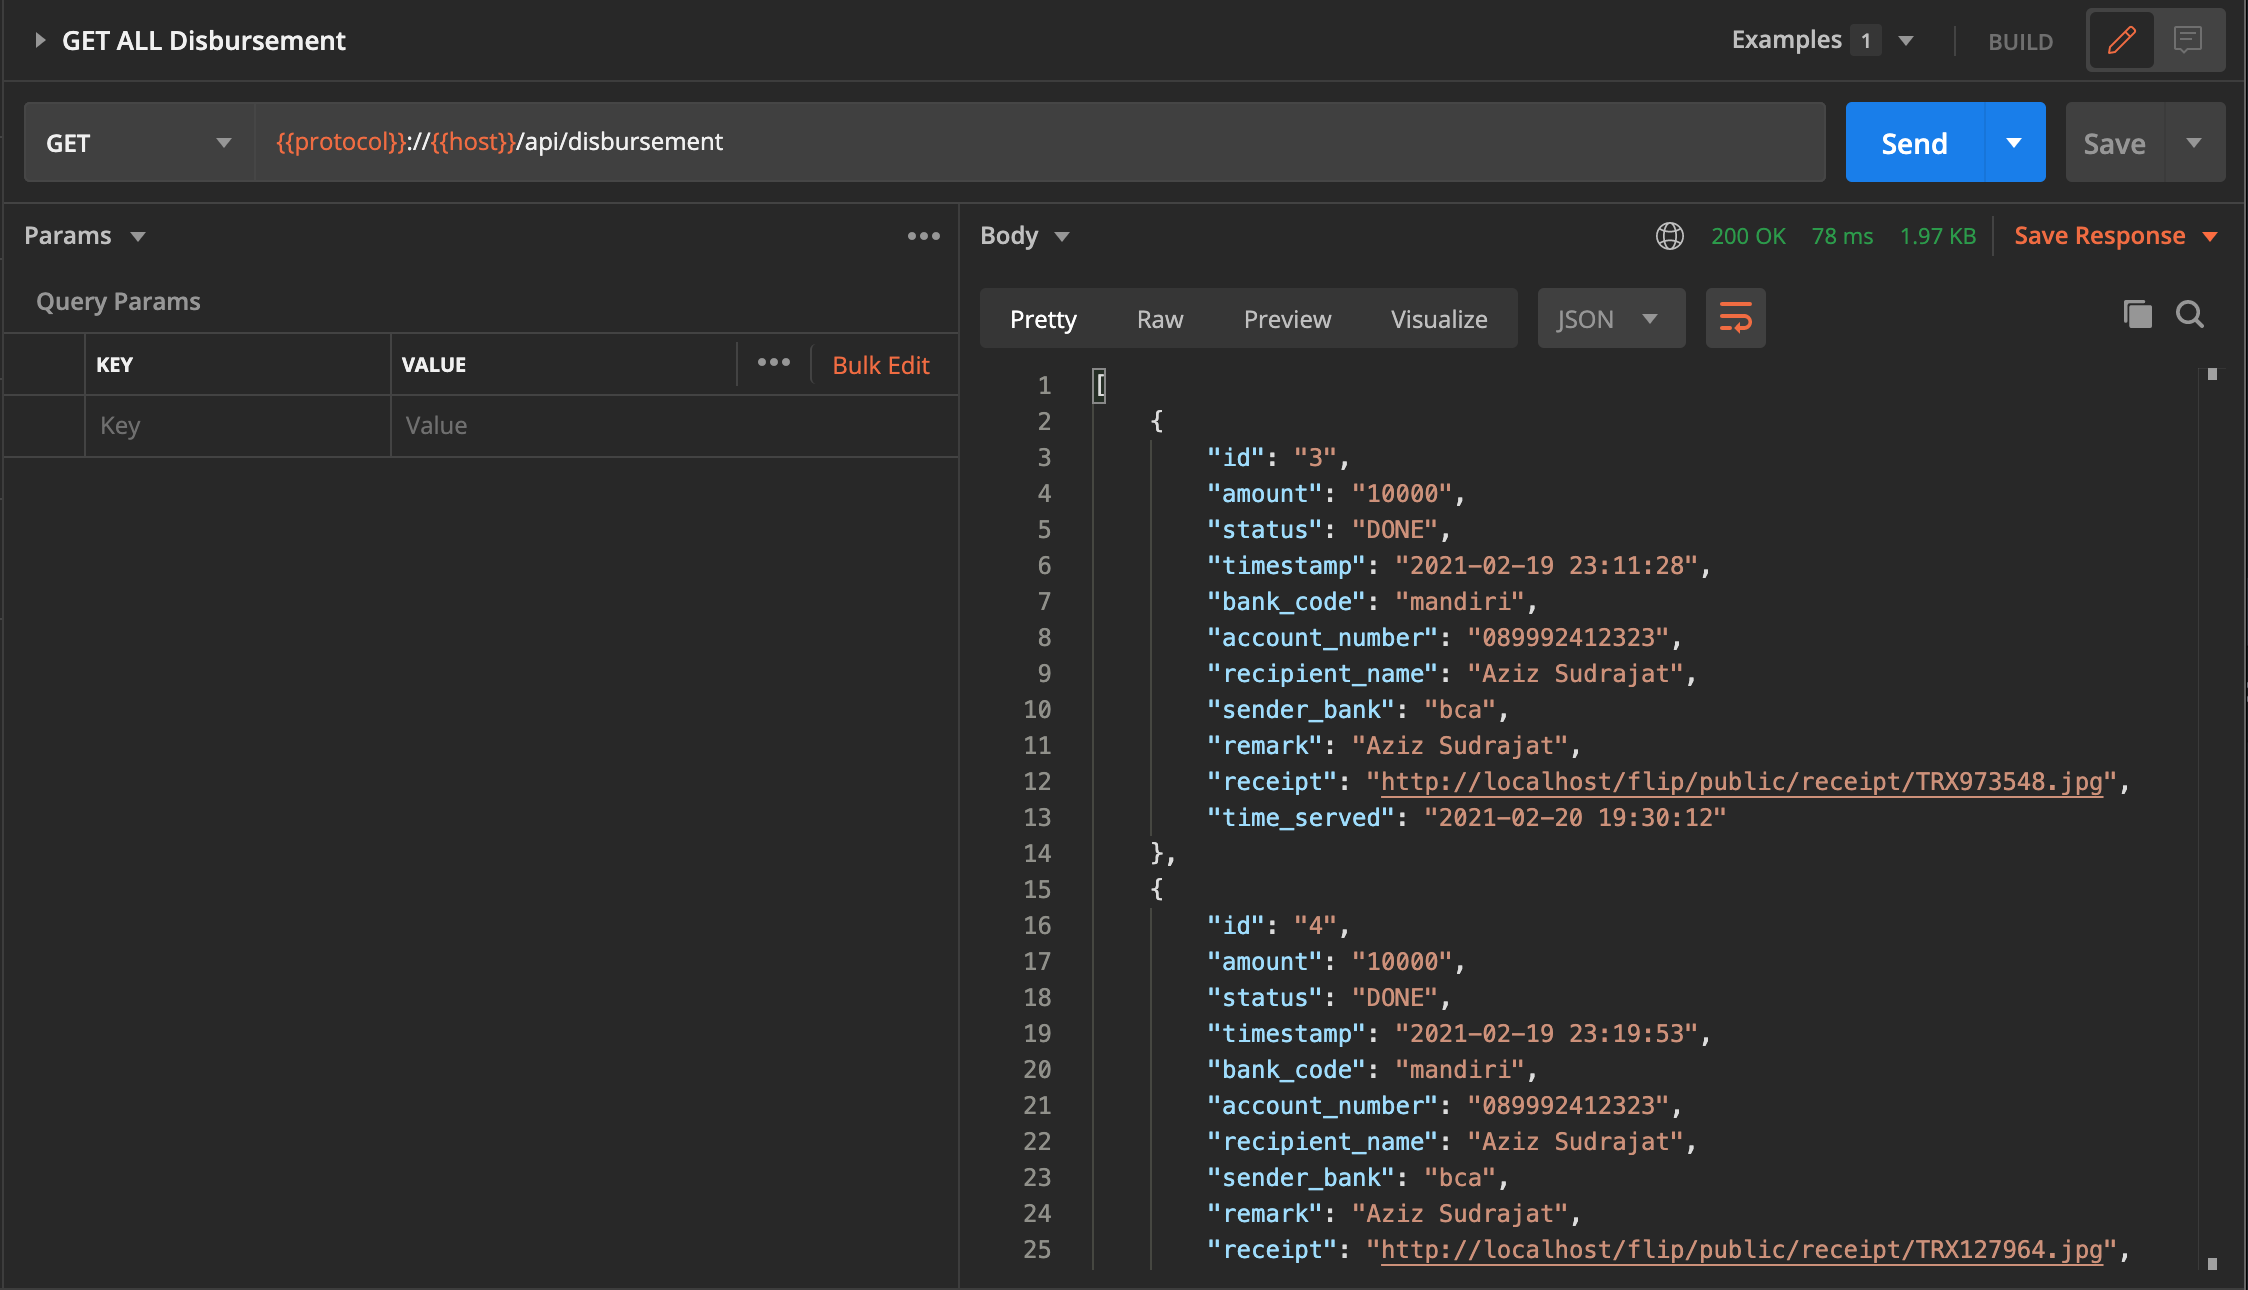 GET ALL Disbursement
Examples 1
BUILD
GET
{{protocol}}://{{host}}/api/disbursement
Send
Save
Params
Query Params
KEY VALUE Bulk Edit
Key Value
Body
200 OK 78 ms 1.97 KB Save Response
Pretty Raw Preview Visualize JSON
1 [
2 {
3 "id": "3",
4 "amount": "10000",
5 "status": "DONE",
6 "timestamp": "2021-02-19 23:11:28",
7 "bank_code": "mandiri",
8 "account_number": "089992412323",
9 "recipient_name": "Aziz Sudrajat",
10 "sender_bank": "bca",
11 "remark": "Aziz Sudrajat",
12 "receipt": "http://localhost/flip/public/receipt/TRX973548.jpg",
13 "time_served": "2021-02-20 19:30:12"
14 },
15 {
16 "id": "4",
17 "amount": "10000",
18 "status": "DONE",
19 "timestamp": "2021-02-19 23:19:53",
20 "bank_code": "mandiri",
21 "account_number": "089992412323",
22 "recipient_name": "Aziz Sudrajat",
23 "sender_bank": "bca",
24 "remark": "Aziz Sudrajat",
25 "receipt": "http://localhost/flip/public/receipt/TRX127964.jpg",